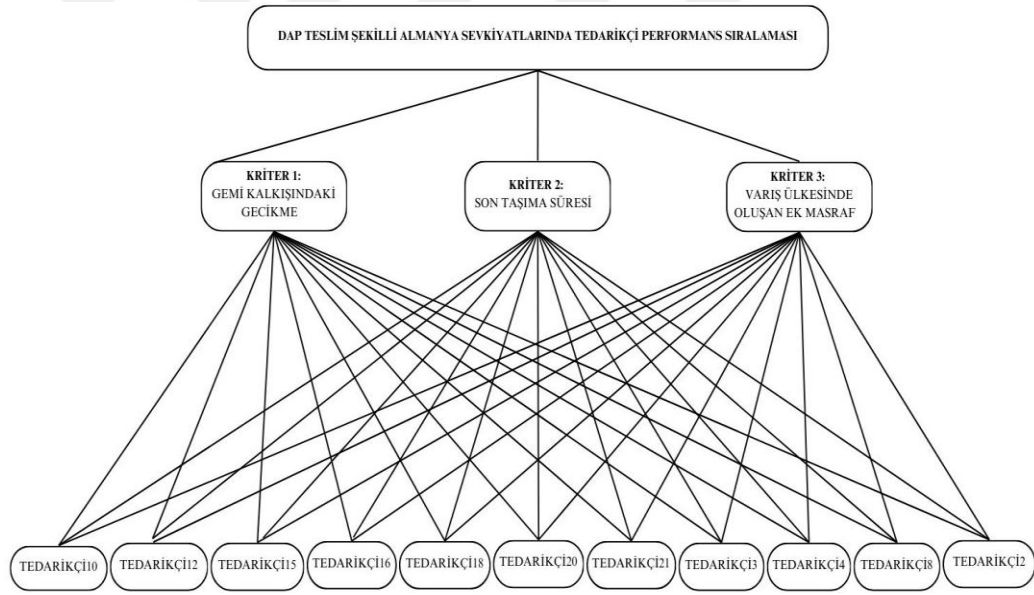 DAP TESLİM ŞEKİLLİ ALMANYA SEVKİYATLARINDA TEDARİKÇİ PERFORMANS SIRALAMASI
KRİTER 1:
GEMİ KALKIŞINDAKİ
GECİKME
KRİTER 2:
SON TAŞIMA SÜRESİ
KRİTER 3:
VARIŞ ÜLKESİNDE
OLUŞAN EK MASRAF
TEDARİKÇİ10
TEDARİKÇİ12
TEDARİKÇİ15
TEDARİKÇİ16
TEDARİKÇİ18
TEDARİKÇİ20
TEDARİKÇİ21
TEDARİKÇİ3
TEDARİKÇİ4
TEDARİKÇİ8
TEDARİKÇİ2